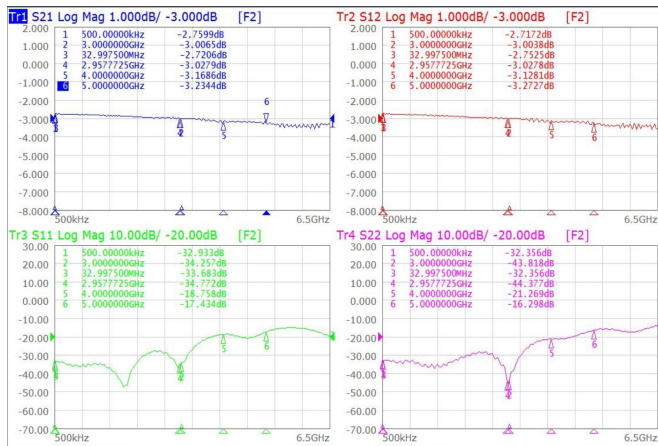 Tr1 S21 Log Mag 1.000dB/ -3.000dB [F2]
2.000
1.000
0.000
-1.000
-2.000
-3.000
-4.000
-5.000
-6.000
-7.000
-8.000
1 500.00000kHz -2.7599dB
2 3.0000000GHz -3.0065dB
3 32.997500MHz -2.7206dB
4 2.9577725GHz -3.0279dB
5 4.0000000GHz -3.1686dB
6 5.0000000GHz -3.2344dB
6
5
500kHz 6.5GHz
Tr2 S12 Log Mag 1.000dB/ -3.000dB [F2]
2.000
1.000
0.000
-1.000
-2.000
-3.000
-4.000
-5.000
-6.000
-7.000
-8.000
1 500.00000kHz -2.7172dB
2 3.0000000GHz -3.0038dB
3 32.997500MHz -2.7525dB
4 2.9577725GHz -3.0278dB
5 4.0000000GHz -3.1281dB
6 5.0000000GHz -3.2727dB
5
6
500kHz 6.5GHz
Tr3 S11 Log Mag 10.00dB/ -20.00dB [F2]
30.00
20.00
10.00
0.000
-10.00
-20.00
-30.00
-40.00
-50.00
-60.00
-70.00
1 500.00000kHz -32.933dB
2 3.0000000GHz -34.257dB
3 32.997500MHz -33.683dB
4 2.9577725GHz -34.772dB
5 4.0000000GHz -18.758dB
6 5.0000000GHz -17.434dB
5
6
500kHz 6.5GHz
Tr4 S22 Log Mag 10.00dB/ -20.00dB [F2]
30.00
20.00
10.00
0.000
-10.00
-20.00
-30.00
-40.00
-50.00
-60.00
-70.00
1 500.00000kHz -32.356dB
2 3.0000000GHz -43.818dB
3 32.997500MHz -32.356dB
4 2.9577725GHz -44.377dB
5 4.0000000GHz -21.269dB
6 5.0000000GHz -16.298dB
5
6
500kHz 6.5GHz